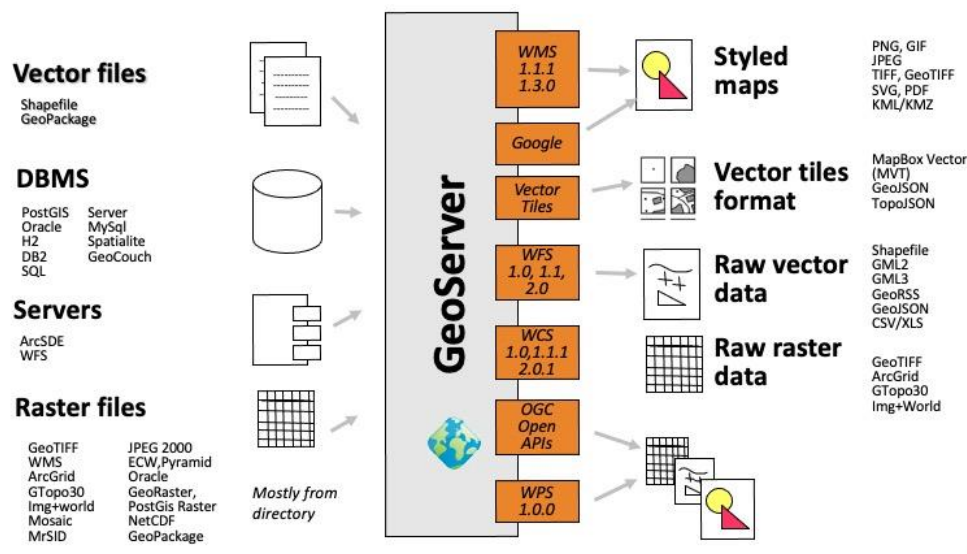 Vector files
Shapefile
GeoPackage
DBMS
PostGIS Server
Oracle MySql
H2 Spatialite
DB2 GeoCouch
SQL
Servers
ArcSDE
WFS
Raster files
GeoTIFF JPEG 2000
WMS ECW,Pyramid
ArcGrid Oracle
GTopo30 GeoRaster,
Img+world PostGis Raster
Mosaic NetCDF
MrSID GeoPackage
Mostly from
directory
GeoServer
WMS
1.1.1
1.3.0
Google
Vector
Tiles
WFS
1.0, 1.1,
2.0
WCS
1.0,1.1.1
2.0.1
OGC
Open
APIs
WPS
1.0.0
Styled
maps
PNG, GIF
JPEG
TIFF, GeoTIFF
SVG, PDF
KML/KMZ
Vector tiles
format
MapBox Vector
(MVT)
GeoJSON
TopoJSON
Raw vector
data
Shapefile
GML2
GML3
GeoRSS
GeoJSON
CSV/XLS
Raw raster
data
GeoTIFF
ArcGrid
GTopo30
Img+World